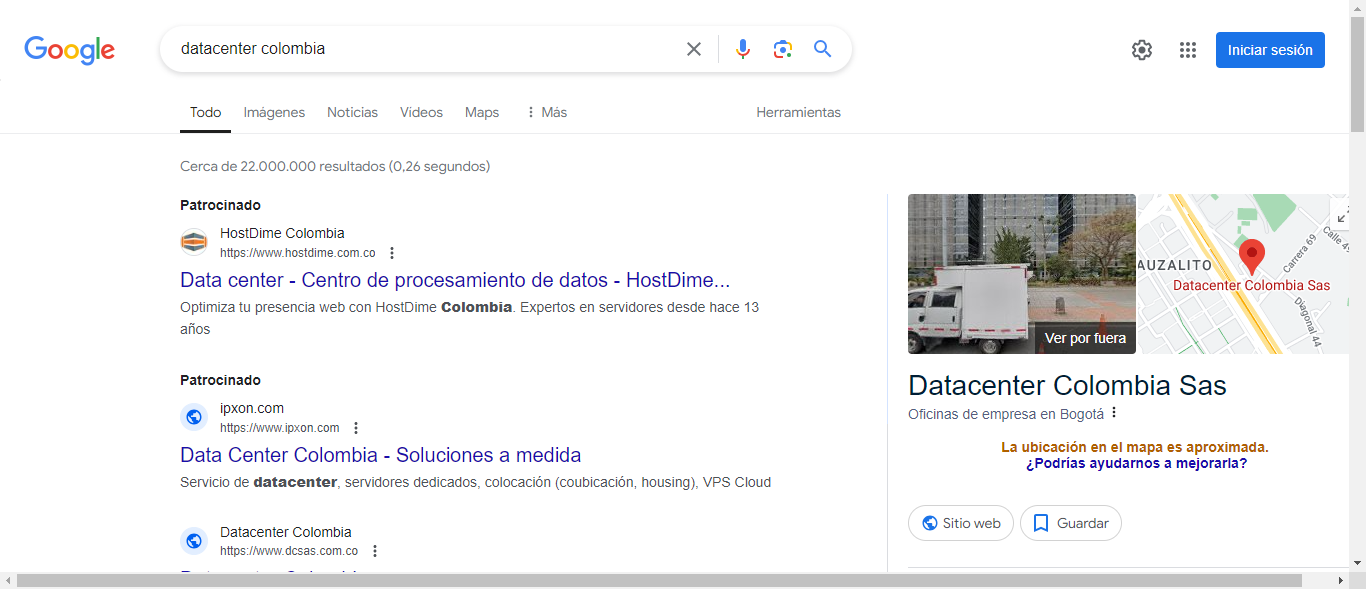 Google
datacenter colombia
Iniciar sesión
Todo
Imágenes
Noticias
Videos
Maps
Más
Herramientas
Cerca de 22.000.000 resultados (0,26 segundos)
Patrocinado
HostDime Colombia
https://www.hostdime.com.co
Data center - Centro de procesamiento de datos - HostDime...
Optimiza tu presencia web con HostDime Colombia. Expertos en servidores desde hace 13
años
Patrocinado
ipxon.com
https://www.ipxon.com
Data Center Colombia - Soluciones a medida
Servicio de datacenter, servidores dedicados, colocación (coubicación, housing), VPS Cloud
Datacenter Colombia
https://www.dcsas.com.co
Ver por fuera
AUZALITO
Carrera 69
Calle
Datacenter Colombia Sas
Diagonal 44
Datacenter Colombia Sas
Oficinas de empresa en Bogotá
La ubicación en el mapa es aproximada.
¿Podrías ayudarnos a mejorarla?
Sitio web
Guardar